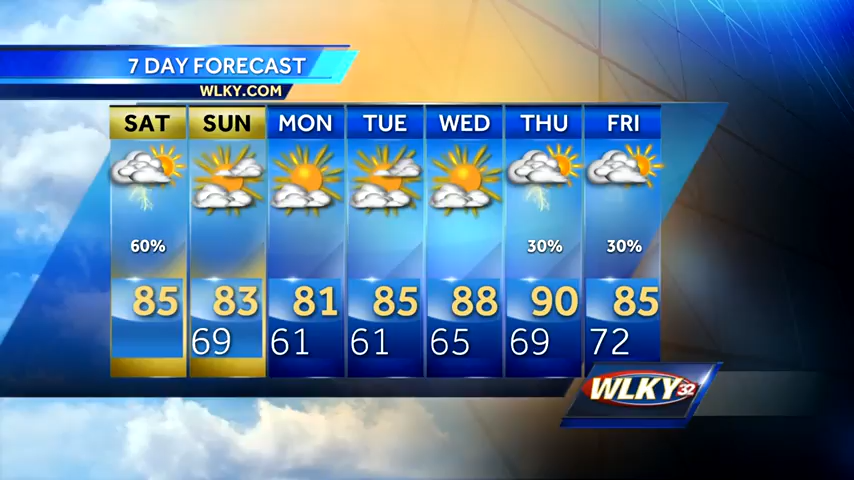 7 DAY FORECAST
WLKY.COM
SAT SUN MON TUE WED THU FRI
60% 30% 30%
85 83 81 85 88 90 85
69 61 61 65 69 72
WLKY 32